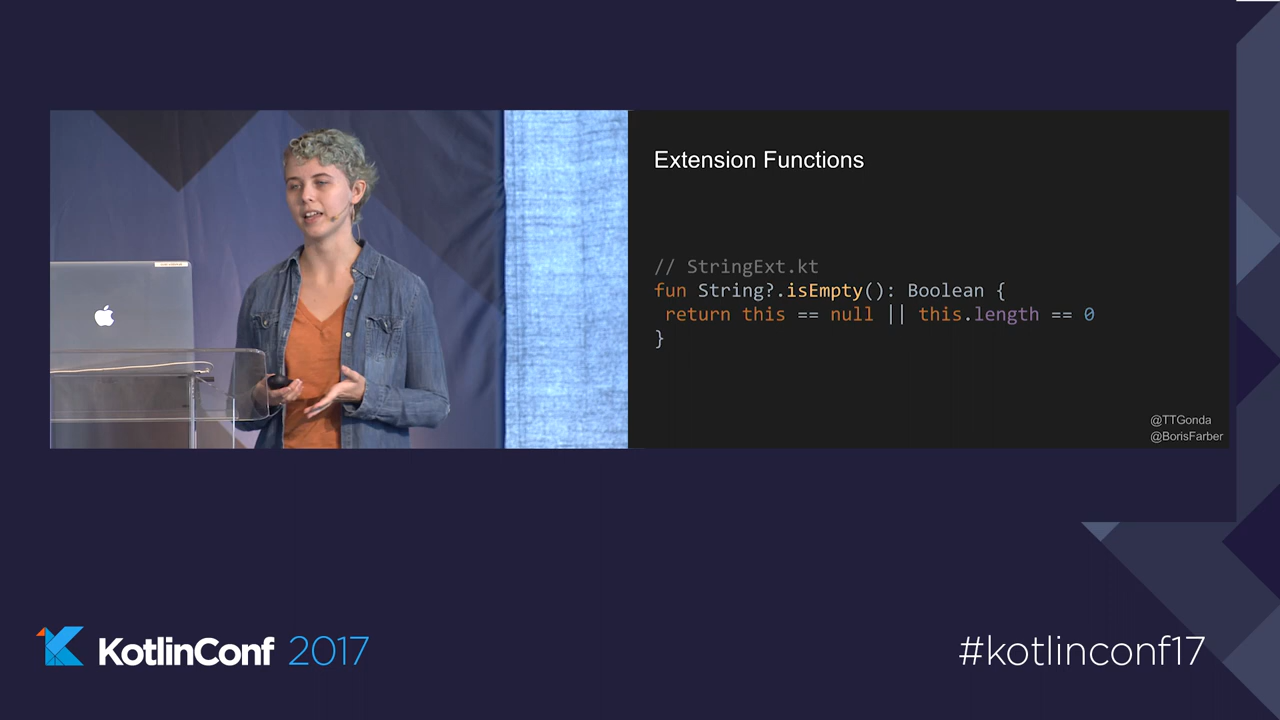 Extension Functions
// StringExt.kt
fun String?.isEmpty(): Boolean {
 return this == null || this.length == 0
}
@TTGonda
@BorisFarber
KotlinConf 2017
#kotlinconf17